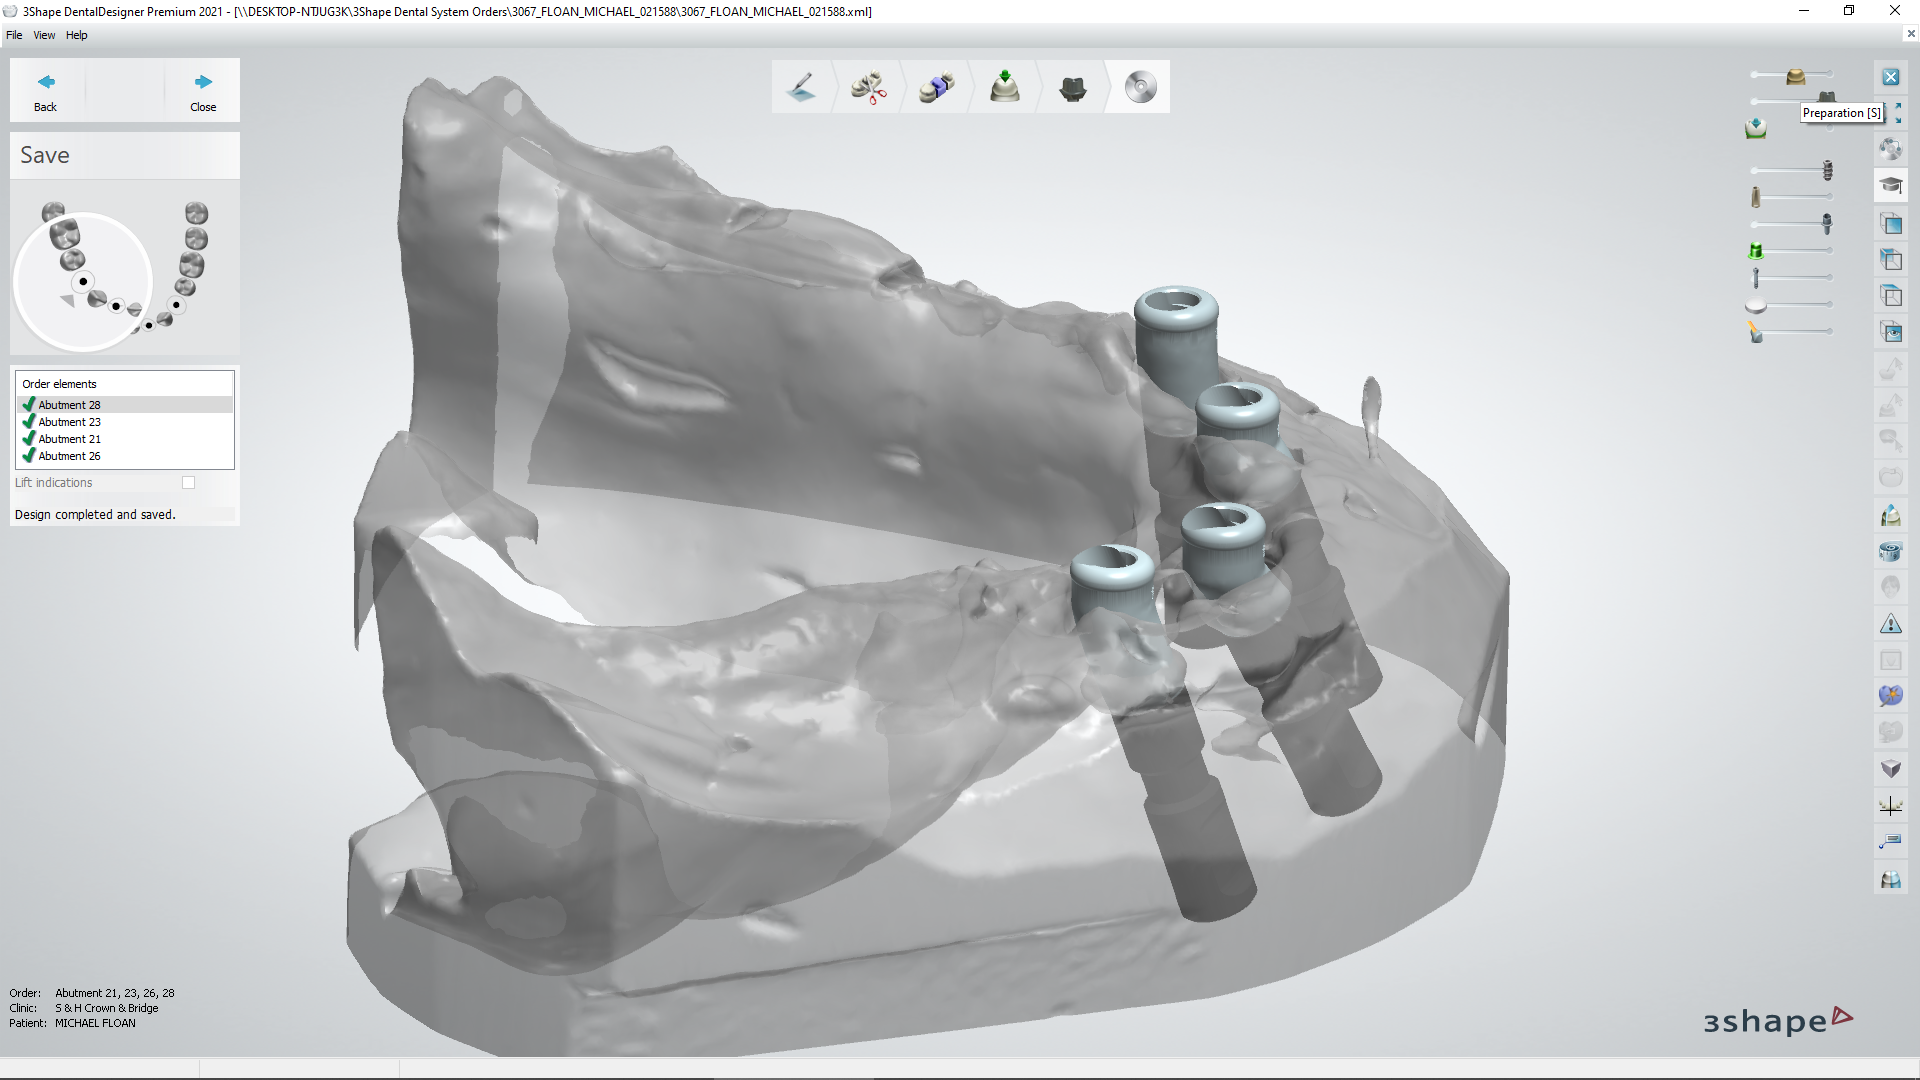 3Shape DentalDesigner Premium 2021 - [\\DESKTOP-NTJUG3K\3Shape Dental System Orders\3067_FLOAN_MICHAEL_021588\3067_FLOAN_MICHAEL_021588.xml]
File View Help
Back Close
Preparation [S]
Save
Order elements
Abutment 28
Abutment 23
Abutment 21
Abutment 26
Lift indications
Design completed and saved.
Order: Abutment 21, 23, 26, 28
Clinic: S & H Crown & Bridge
Patient: MICHAEL FLOAN
3shape